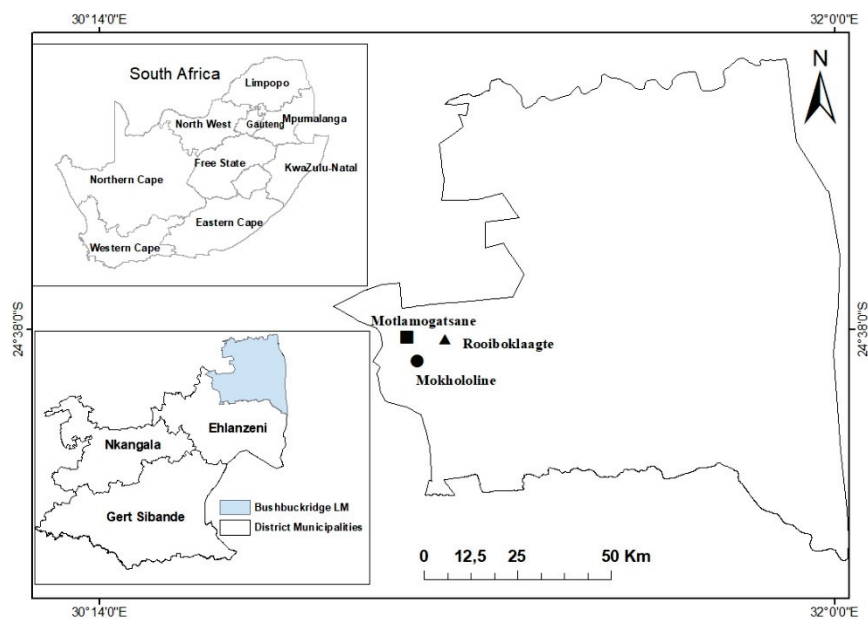 30°14'0"E
32°0'0"E
South Africa
Limpopo
North West
Gauteng
Mpumalanga
Free State
KwaZulu-Natal
Northern Cape
Eastern Cape
Western Cape
N
24°38'0"S
24°38'0"S
Motlamogatsane
Rooiboklaagte
Mokhololine
Ehlanzeni
Nkangala
Gert Sibande
Bushbuckridge LM
District Municipalities
0 12,5 25 50 Km
30°14'0"E
32°0'0"E